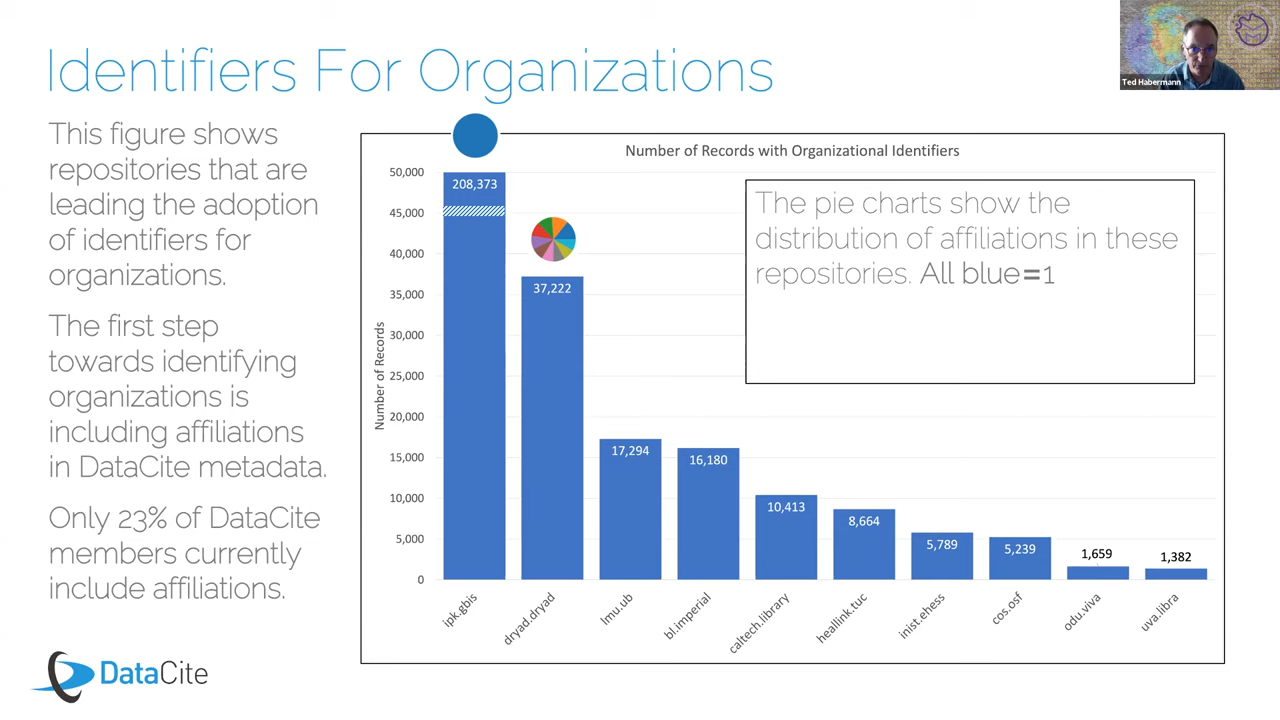 Identifiers For Organizations
Ted Habermann
This figure shows
repositories that are
leading the adoption
of identifiers for
organizations.
The first step
towards identifying
organizations is
including affiliations
in DataCite metadata.
Only 23% of DataCite
members currently
include affiliations.
DataCite
Number of Records with Organizational Identifiers
The pie charts show the
distribution of affiliations in these
repositories. All blue=1
Number of Records
50,000
45,000
40,000
35,000
30,000
25,000
20,000
15,000
10,000
5,000
0
208,373
37,222
17,294
16,180
10,413
8,664
5,789
5,239
1,659
1,382
ipk.gbis
dryad.dryad
lmu.ub
bl.imperial
caltech.library
heallink.tuc
inist.ehess
cos.osf
odu.viva
uva.libra